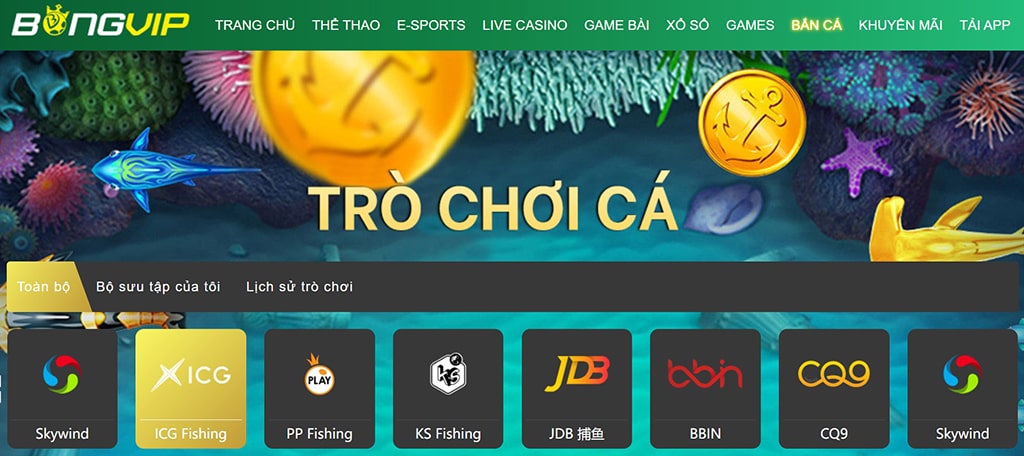 BONGVIP TRANG CHỦ THỂ THAO E-SPORTS LIVE CASINO GAME BÀI XỔ SỐ GAMES BẮN CÁ KHUYẾN MÃI TẢI APP
TRÒ CHƠI CÁ
Toàn bộ Bộ sưu tập của tôi Lịch sử trò chơi
XICG PLAY KS JDB bbin CQ9
Skywind ICG Fishing PP Fishing KS Fishing JDB 捕鱼 BBIN CQ9 Skywind